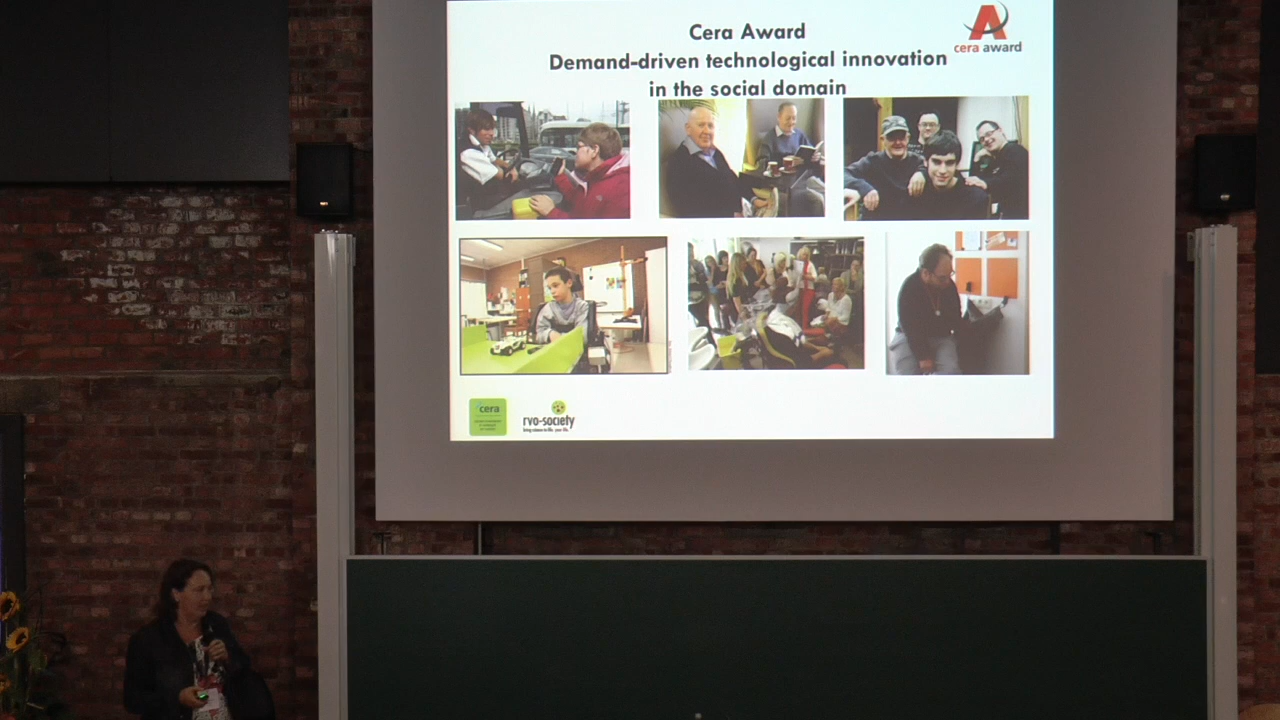 Cera Award
Demand-driven technological innovation
in the social domain
cera award
cera
rvo-society